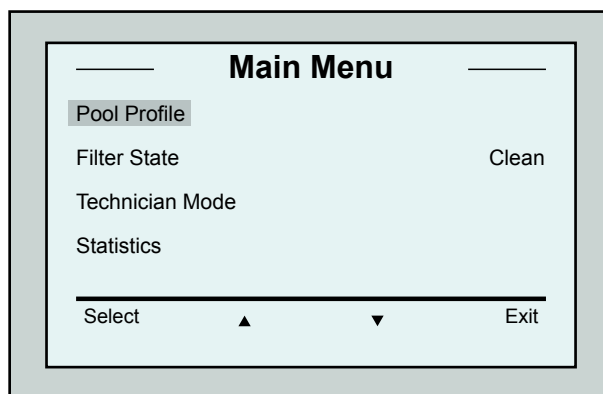 Main Menu
Pool Profile
Filter State Clean
Technician Mode
Statistics
Select ▲ ▼ Exit